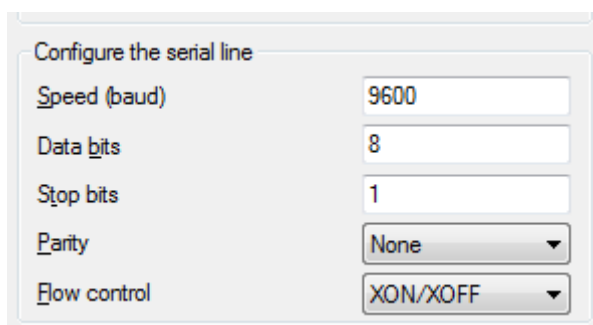 Configure the serial line
Speed (baud) 9600
Data bits 8
Stop bits 1
Parity None
Flow control XON/XOFF